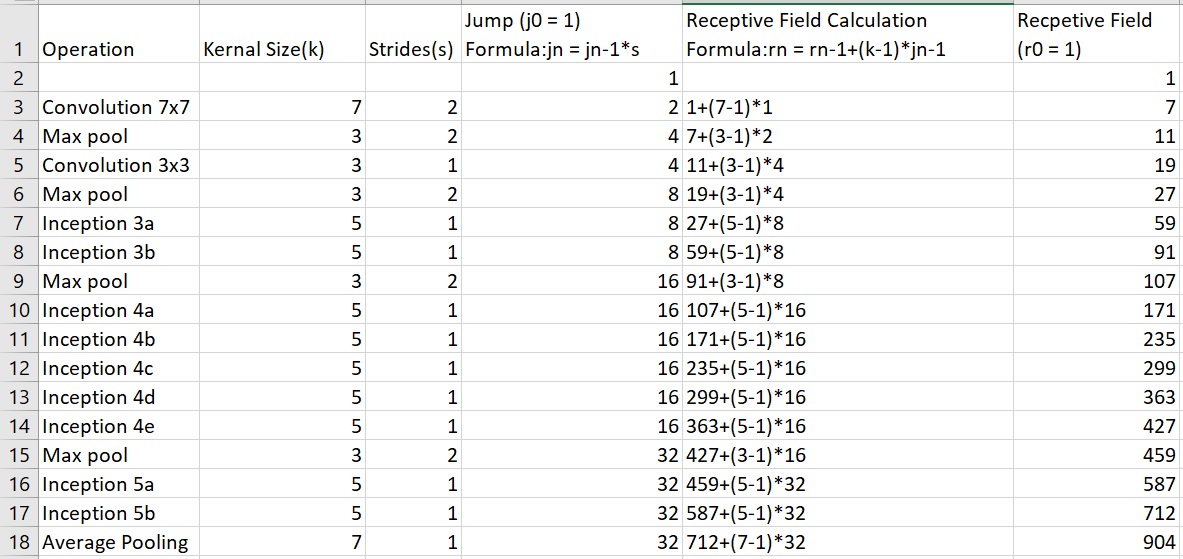 Jump (j0 = 1) Receptive Field Calculation Recpetive Field
1 Operation Kernal Size(k) Strides(s) Formula:jn = jn-1*s Formula:rn = rn-1+(k-1)*jn-1 (r0 = 1)
2 1 1
3 Convolution 7x7 7 2 2 1+(7-1)*1 7
4 Max pool 3 2 4 7+(3-1)*2 11
5 Convolution 3x3 3 1 4 11+(3-1)*4 19
6 Max pool 3 2 8 19+(3-1)*4 27
7 Inception 3a 5 1 8 27+(5-1)*8 59
8 Inception 3b 5 1 8 59+(5-1)*8 91
9 Max pool 3 2 16 91+(3-1)*8 107
10 Inception 4a 5 1 16 107+(5-1)*16 171
11 Inception 4b 5 1 16 171+(5-1)*16 235
12 Inception 4c 5 1 16 235+(5-1)*16 299
13 Inception 4d 5 1 16 299+(5-1)*16 363
14 Inception 4e 5 1 16 363+(5-1)*16 427
15 Max pool 3 2 32 427+(3-1)*16 459
16 Inception 5a 5 1 32 459+(5-1)*32 587
17 Inception 5b 5 1 32 587+(5-1)*32 712
18 Average Pooling 7 1 32 712+(7-1)*32 904